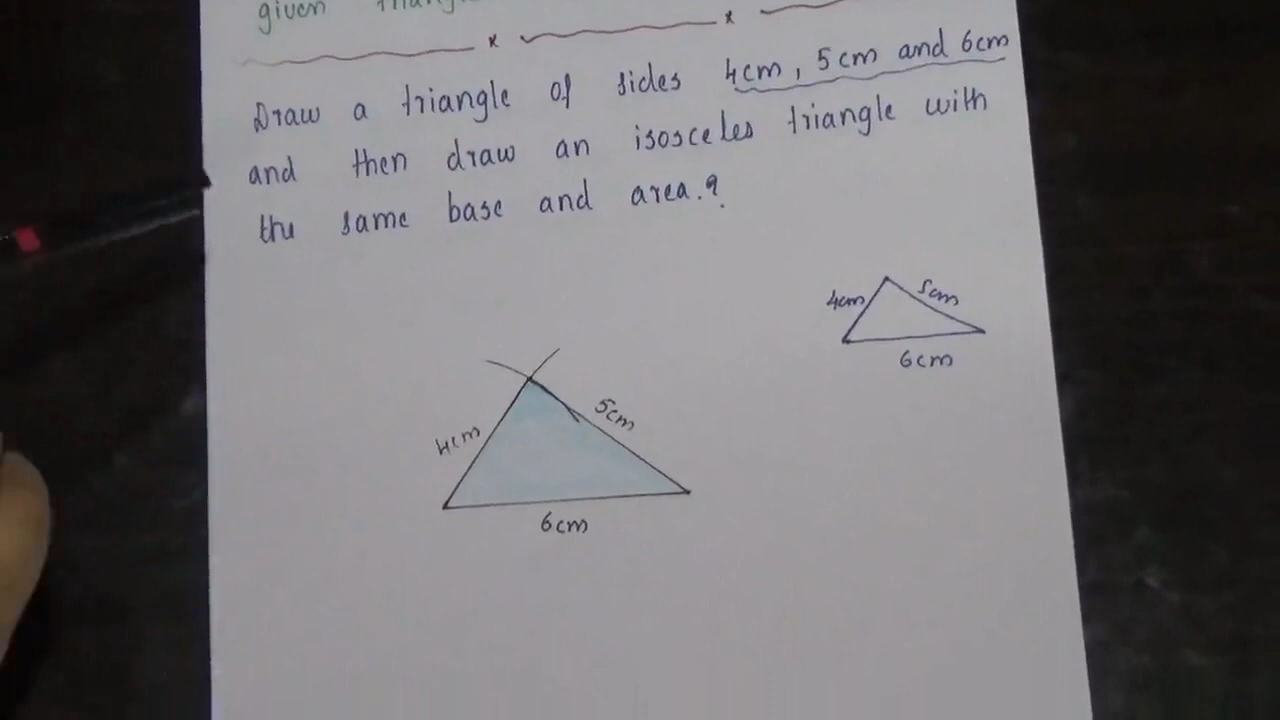 given triangle
Draw a triangle of sides 4cm, 5cm and 6cm
and then draw an isosceles triangle with
the same base and area.?
4cm 5cm
6cm
4cm 5cm
6cm